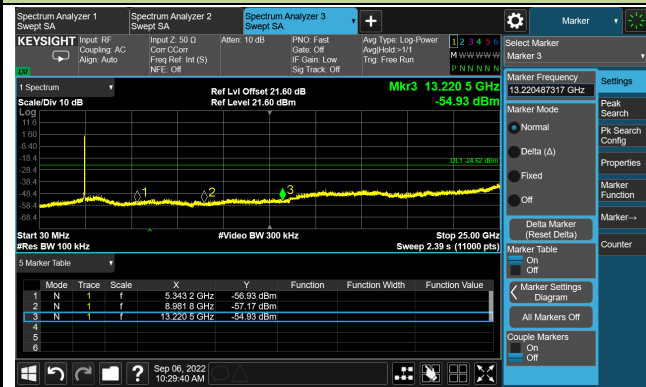 Spectrum Analyzer 1
Swept SA
Spectrum Analyzer 2
Swept SA
Spectrum Analyzer 3
Swept SA
Marker
KEYSIGHT
Input: RF
Coupling: AC
Align: Auto
Input Z: 50 Ω
Corr CCorr
Freq Ref: Int (S)
NFE: Off
Atten: 10 dB
PNO: Fast
Gate: Off
IF Gain: Low
Sig Track: Off
Avg Type: Log-Power
Avg|Hold:>1/1
Trig: Free Run
1 2 3 4 5 6
M W W W W W
P N N N N N
LXI
Select Marker
Marker 3
1 Spectrum
Scale/Div 10 dB
Log
Ref Lvl Offset 21.60 dB
Ref Level 21.60 dBm
Mkr3 13.220 5 GHz
-54.93 dBm
11.6
1.60
-8.40
-18.4
-28.4
-38.4
-48.4
-58.4
-68.4
DL1 -24.62 dBm
1
2
3
Start 30 MHz
#Res BW 100 kHz
#Video BW 300 kHz
Stop 25.00 GHz
Sweep 2.39 s (11000 pts)
5 Marker Table
Mode Trace Scale X Y Function Function Width Function Value
1 N 1 f 5.343 2 GHz -56.93 dBm
2 N 1 f 8.981 8 GHz -57.17 dBm
3 N 1 f 13.220 5 GHz -54.93 dBm
4
5
6
Marker Frequency
13.220487317 GHz
Marker Mode
Normal
Delta (Δ)
Fixed
Off
Delta Marker
(Reset Delta)
Marker Table
On
Off
Marker Settings
Diagram
All Markers Off
Couple Markers
On
Off
Settings
Peak
Search
Pk Search
Config
Properties
Marker
Function
Marker→
Counter
Sep 06, 2022
10:29:40 AM